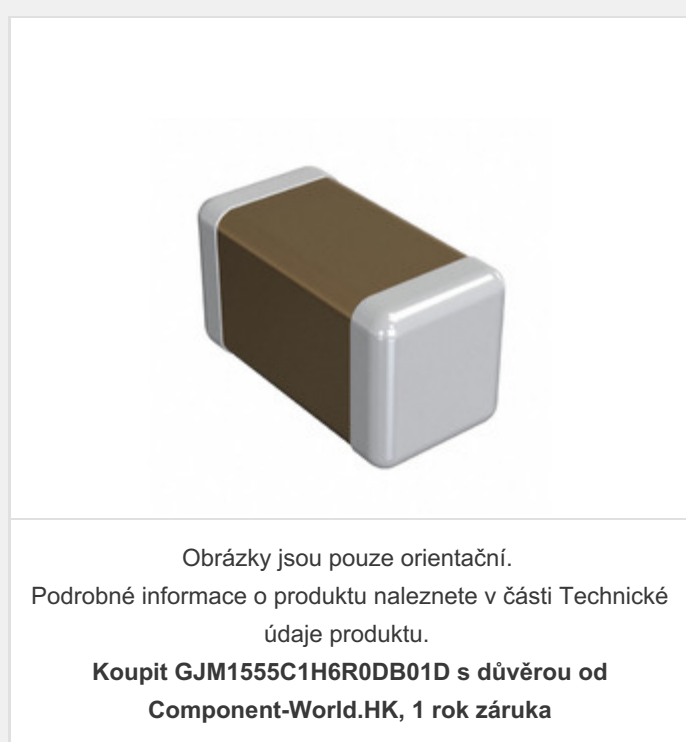 Obrázky jsou pouze orientační.
Podrobné informace o produktu naleznete v části Technické
údaje produktu.
Koupit GJM1555C1H6R0DB01D s důvěrou od
Component-World.HK, 1 rok záruka